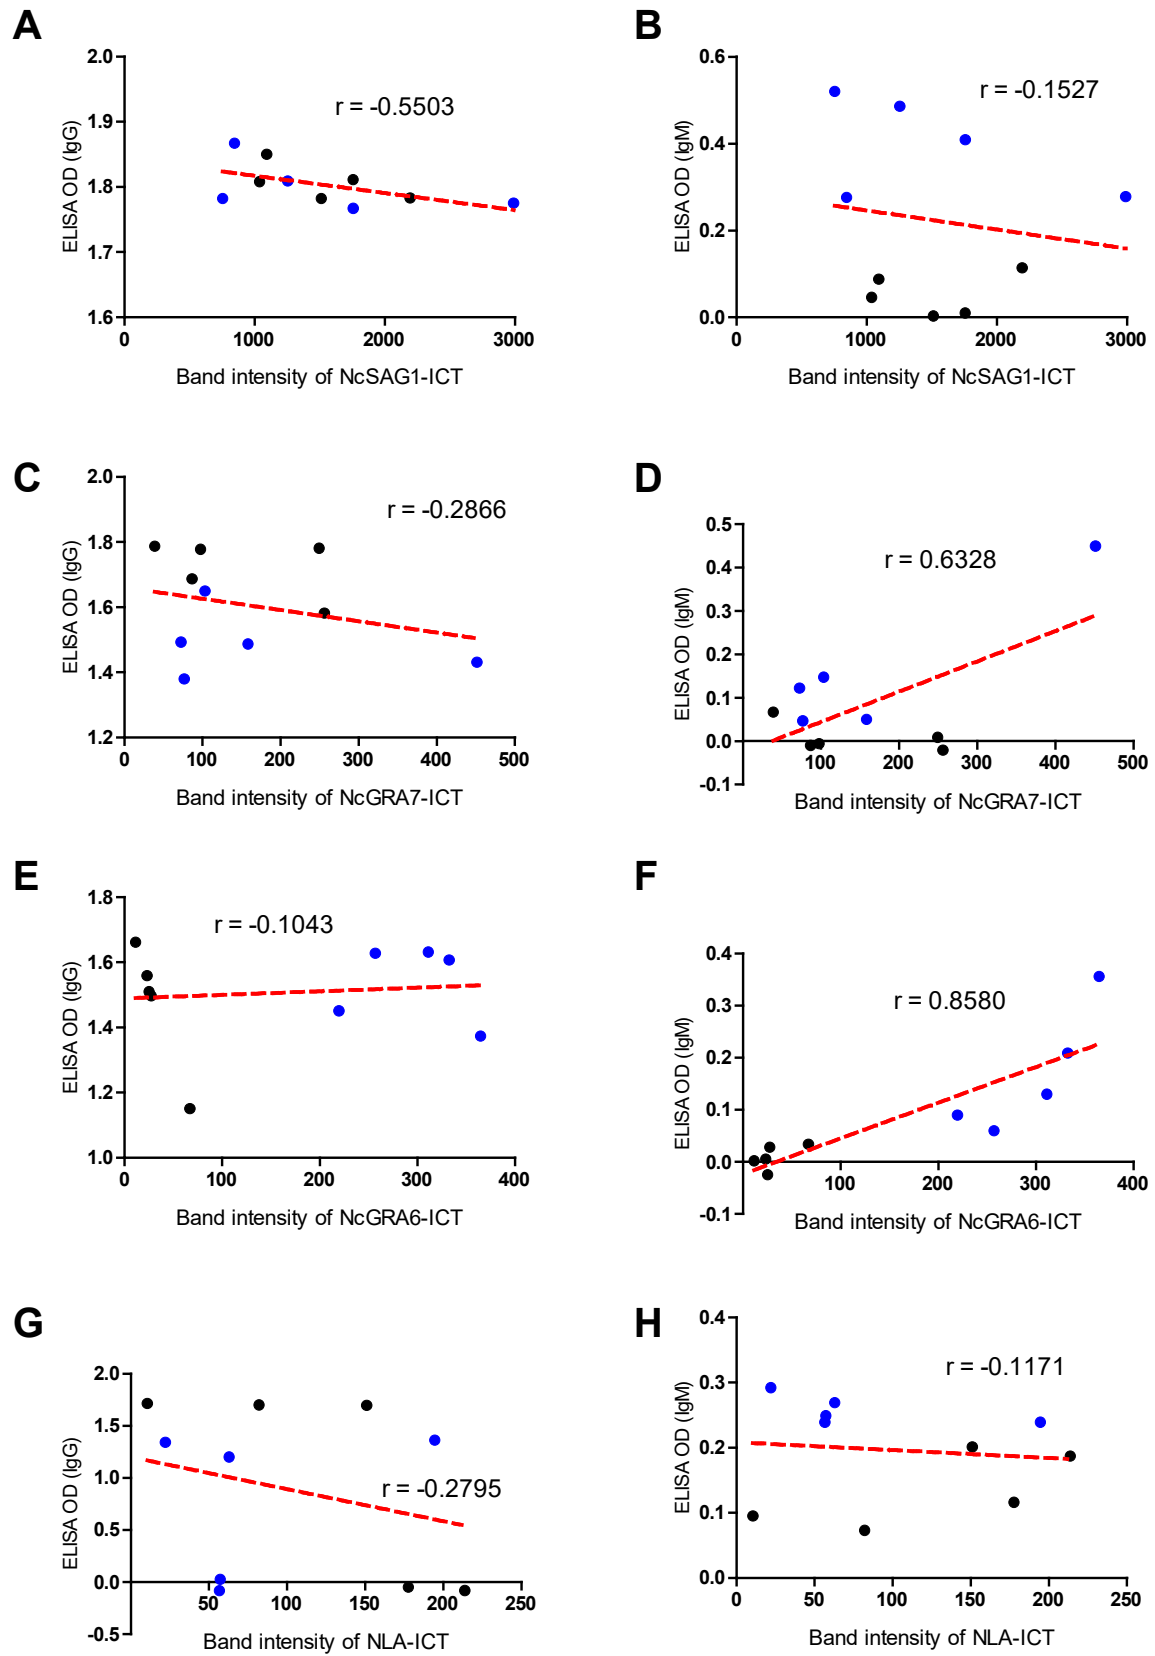 A
2.0
1.9
1.8
1.7
1.6
ELISA OD (IgG)
r = -0.5503
0 1000 2000 3000
Band intensity of NcSAG1-ICT
B
0.6
0.4
0.2
0.0
ELISA OD (IgM)
r = -0.1527
0 1000 2000 3000
Band intensity of NcSAG1-ICT
C
2.0
1.8
1.6
1.4
1.2
ELISA OD (IgG)
r = -0.2866
0 100 200 300 400 500
Band intensity of NcGRA7-ICT
D
0.5
0.4
0.3
0.2
0.1
0.0
-0.1
ELISA OD (IgM)
r = 0.6328
100 200 300 400 500
Band intensity of NcGRA7-ICT
E
1.8
1.6
1.4
1.2
1.0
ELISA OD (IgG)
r = -0.1043
0 100 200 300 400
Band intensity of NcGRA6-ICT
F
0.4
0.3
0.2
0.1
0.0
-0.1
ELISA OD (IgM)
r = 0.8580
100 200 300 400
Band intensity of NcGRA6-ICT
G
2.0
1.5
1.0
0.5
0.0
-0.5
ELISA OD (IgG)
r = -0.2795
50 100 150 200 250
Band intensity of NLA-ICT
H
0.4
0.3
0.2
0.1
0.0
ELISA OD (IgM)
r = -0.1171
0 50 100 150 200 250
Band intensity of NLA-ICT